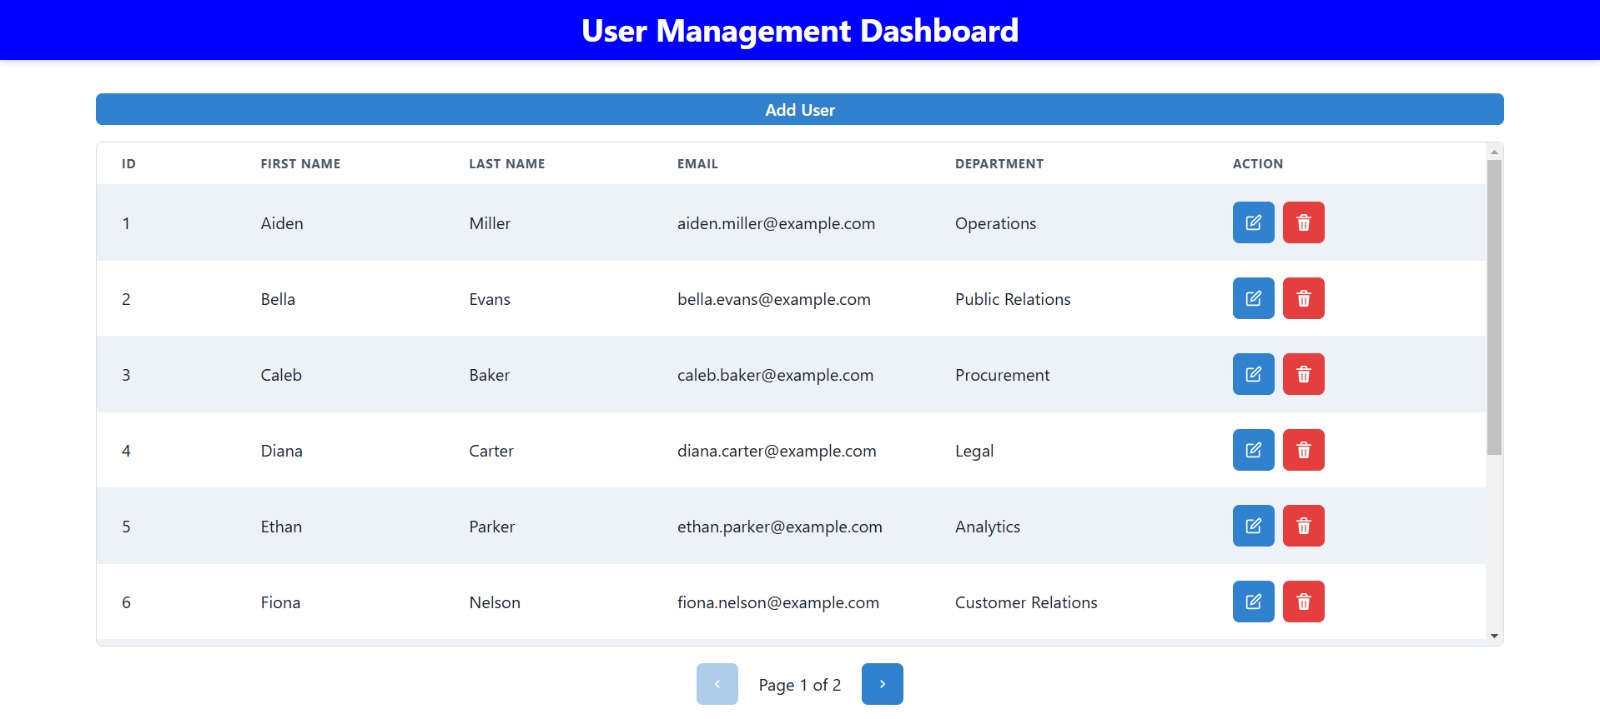 User Management Dashboard
Add User
ID FIRST NAME LAST NAME EMAIL DEPARTMENT ACTION
1 Aiden Miller aiden.miller@example.com Operations
2 Bella Evans bella.evans@example.com Public Relations
3 Caleb Baker caleb.baker@example.com Procurement
4 Diana Carter diana.carter@example.com Legal
5 Ethan Parker ethan.parker@example.com Analytics
6 Fiona Nelson fiona.nelson@example.com Customer Relations
Page 1 of 2